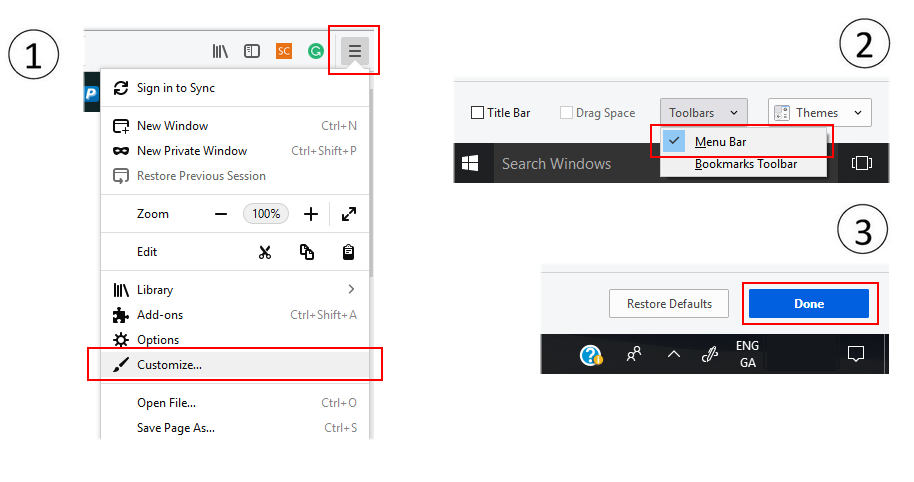 1
SC
Sign in to Sync
New Window Ctrl+N
New Private Window Ctrl+Shift+P
Restore Previous Session
Zoom 100%
Edit
Library
Add-ons Ctrl+Shift+A
Options
Customize...
Open File... Ctrl+O
Save Page As... Ctrl+S
2
Title Bar Drag Space Toolbars Themes
Menu Bar
Search Windows Bookmarks Toolbar
3
Restore Defaults Done
ENG
GA